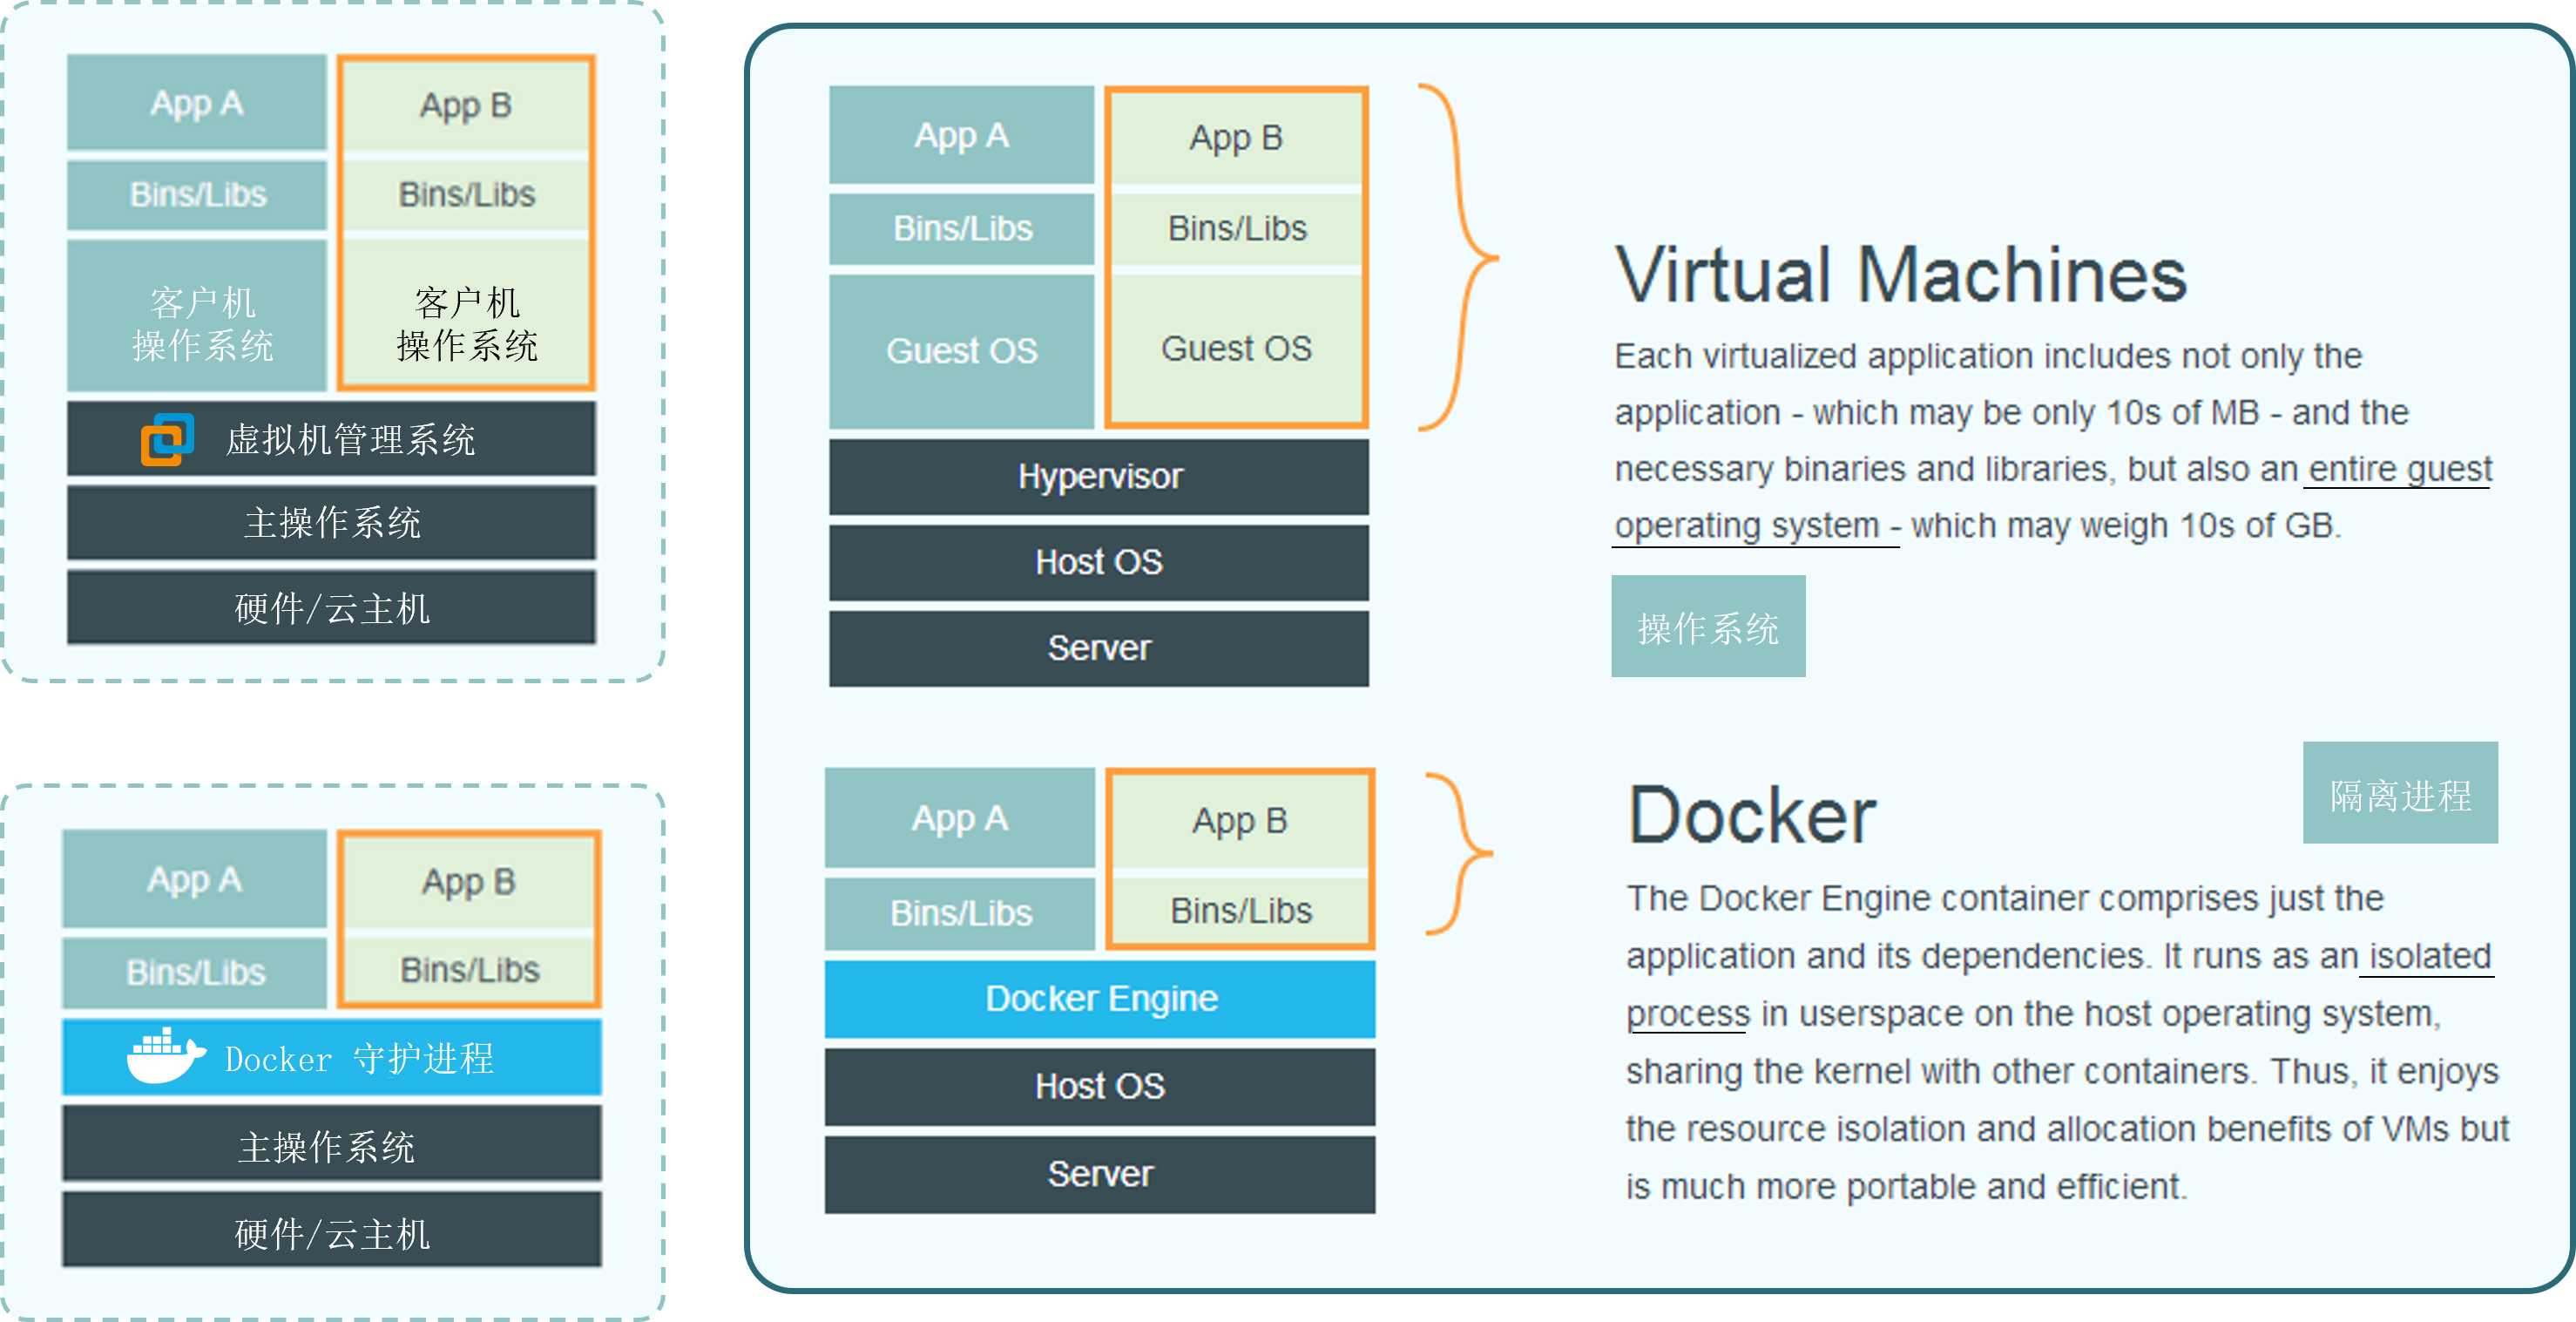 App A
App B
Bins/Libs
Bins/Libs
客户机
操作系统
客户机
操作系统
虚拟机管理系统
主操作系统
硬件/云主机
App A
App B
Bins/Libs
Bins/Libs
Docker 守护进程
主操作系统
硬件/云主机
App A
App B
Bins/Libs
Bins/Libs
Guest OS
Guest OS
Hypervisor
Host OS
Server
Virtual Machines
Each virtualized application includes not only the
application - which may be only 10s of MB - and the
necessary binaries and libraries, but also an entire guest
operating system - which may weigh 10s of GB.
操作系统
App A
App B
Bins/Libs
Bins/Libs
Docker Engine
Host OS
Server
隔离进程
Docker
The Docker Engine container comprises just the
application and its dependencies. It runs as an isolated
process in userspace on the host operating system,
sharing the kernel with other containers. Thus, it enjoys
the resource isolation and allocation benefits of VMs but
is much more portable and efficient.